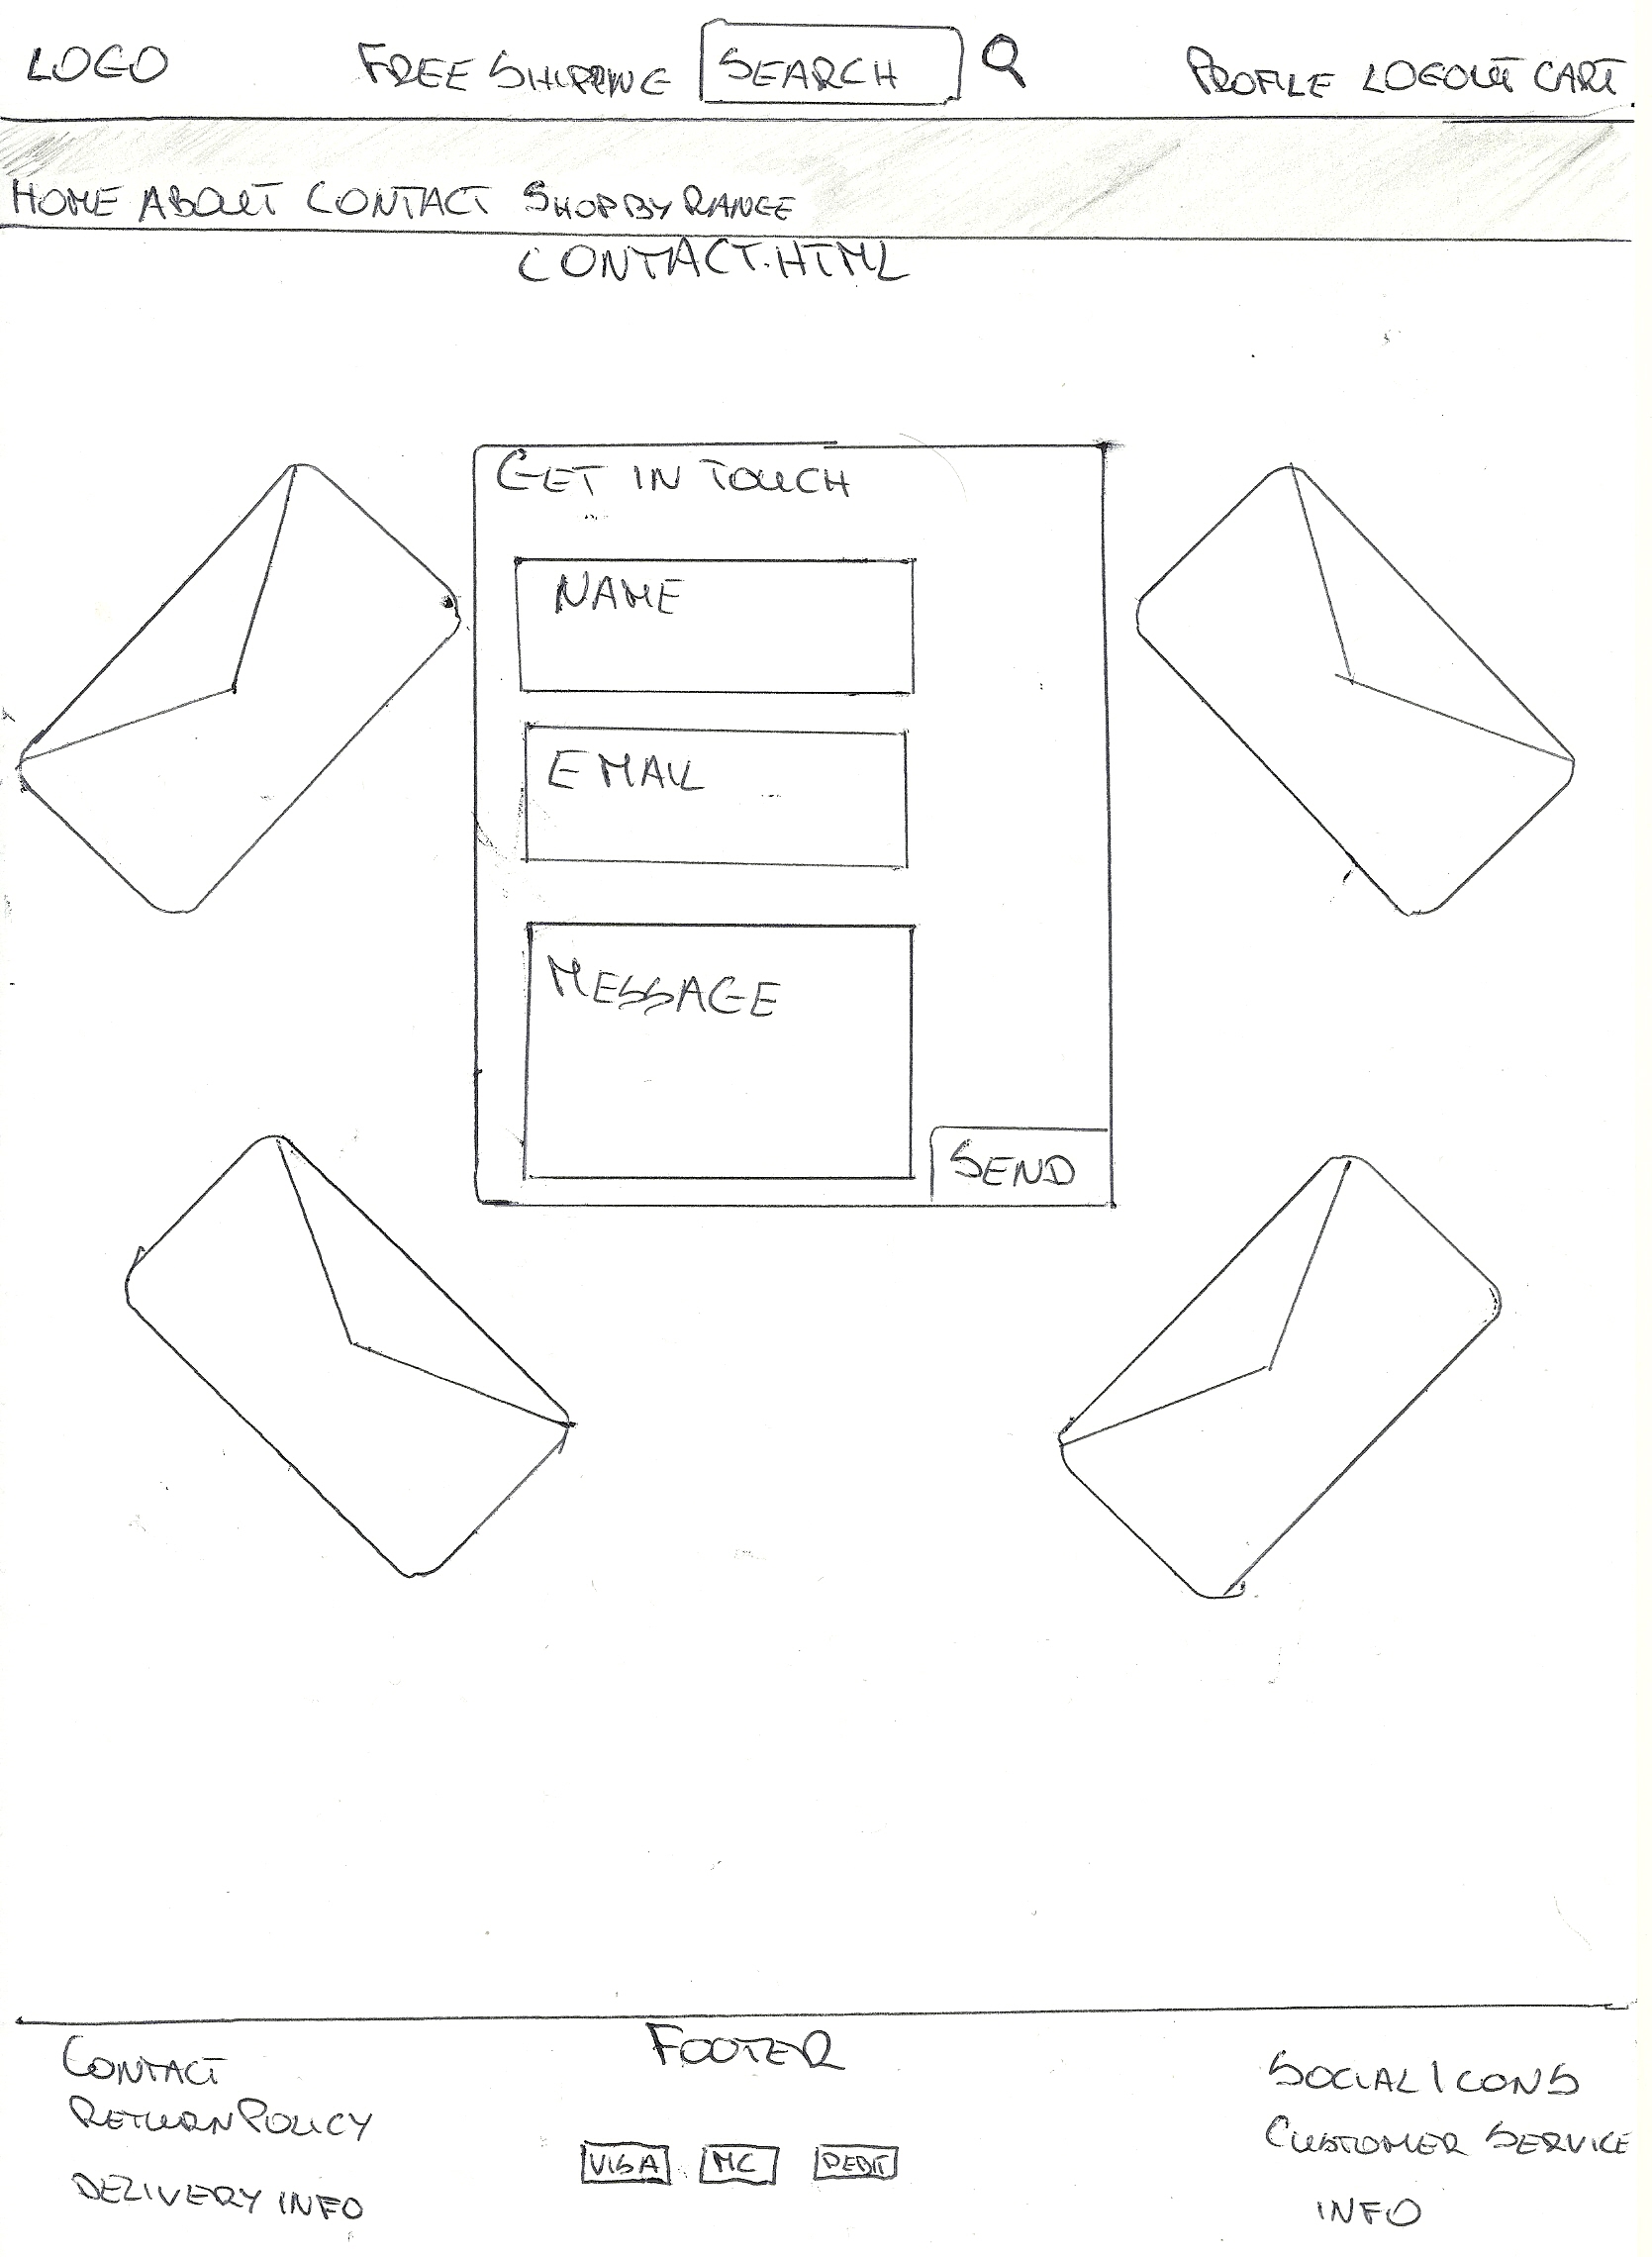 LOGO FREE SHIPPING SEARCH PROFILE LOGOUT CART
HOME ABOUT CONTACT SHOP BY RANGE
CONTACT.HTML
GET IN TOUCH
NAME
EMAIL
MESSAGE
SEND
FOOTER
CONTACT
RETURN POLICY
DELIVERY INFO
VISA MC DEBIT
SOCIAL ICONS
CUSTOMER SERVICE
INFO